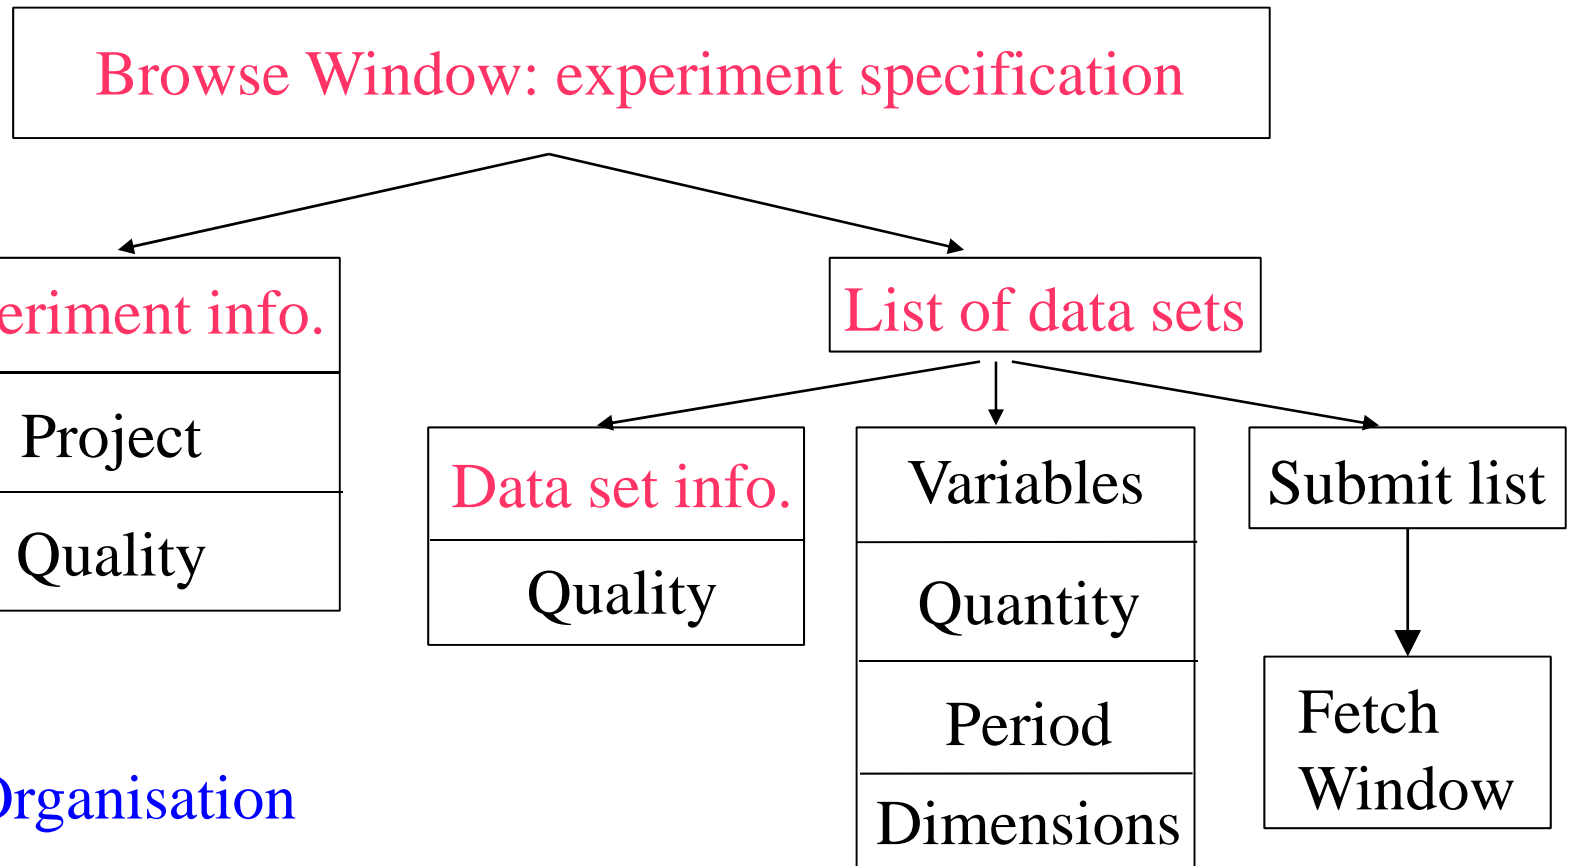 Browse Window: experiment specification
eriment info.
Project
Quality
List of data sets
Data set info.
Quality
Variables
Quantity
Period
Dimensions
Submit list
Fetch
Window
Organisation